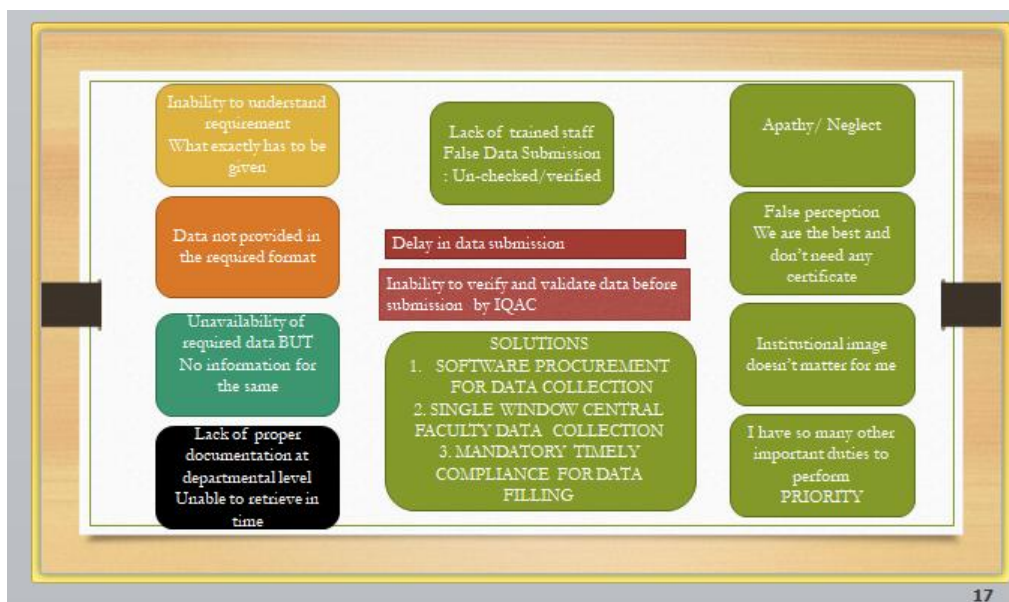 Inability to understand
requirement
What exactly has to be
given
Data not provided in
the required format
Unavailability of
required data BUT
No information for
the same
Lack of proper
documentation at
departmental level
Unable to retrieve in
time
Lack of trained staff
False Data Submission
: Un-checked/verified
Delay in data submission
Inability to verify and validate data before
submission by IQAC
SOLUTIONS
1. SOFTWARE PROCUREMENT
FOR DATA COLLECTION
2. SINGLE WINDOW CENTRAL
FACULTY DATA COLLECTION
3. MANDATORY TIMELY
COMPLIANCE FOR DATA
FILLING
Apathy/ Neglect
False perception
We are the best and
don't need any
certificate
Institutional image
doesn't matter for me
I have so many other
important duties to
perform
PRIORITY
17